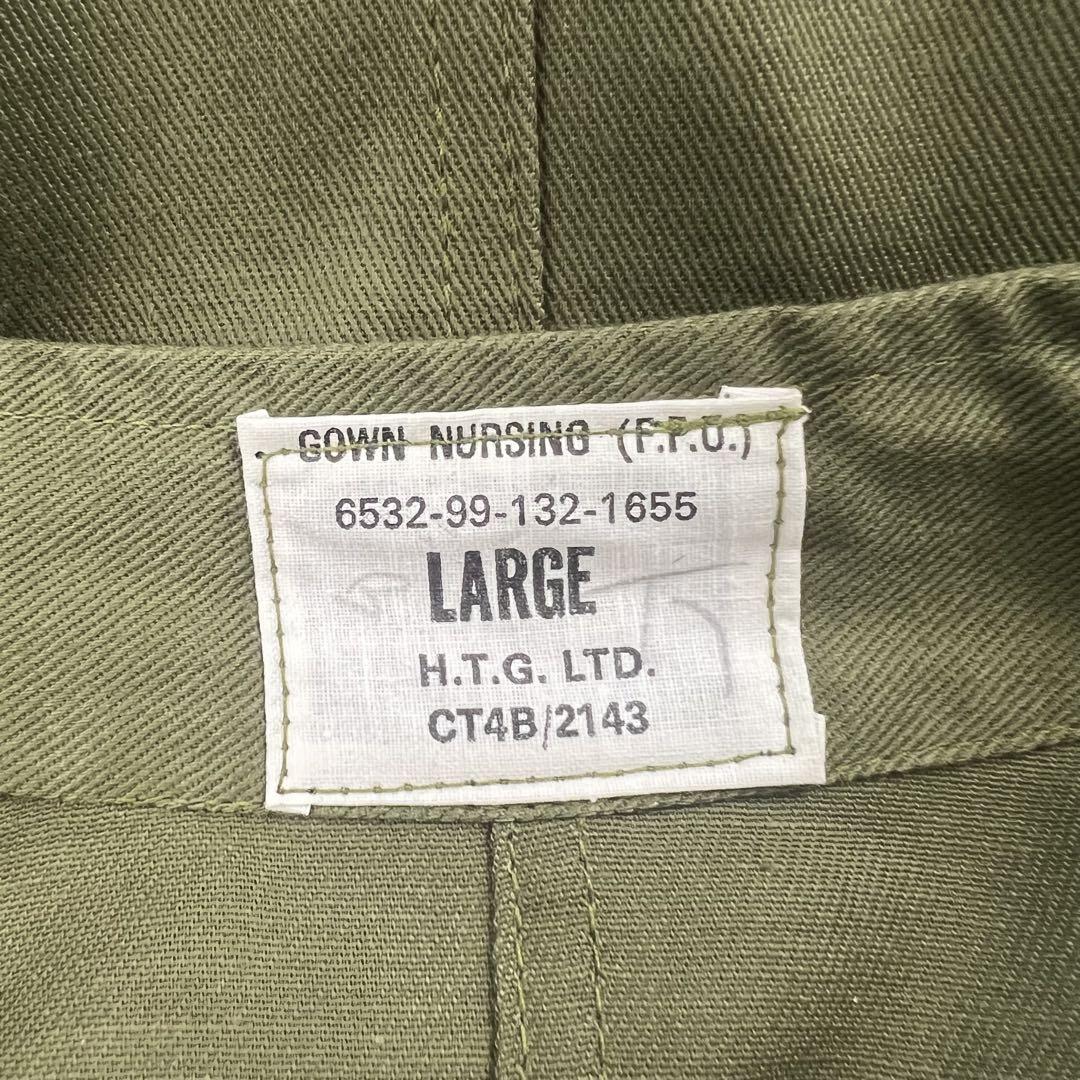 GOWN NURSING (F.F.U.)
6532-99-132-1655
LARGE
H.T.G. LTD.
CT4B/2143